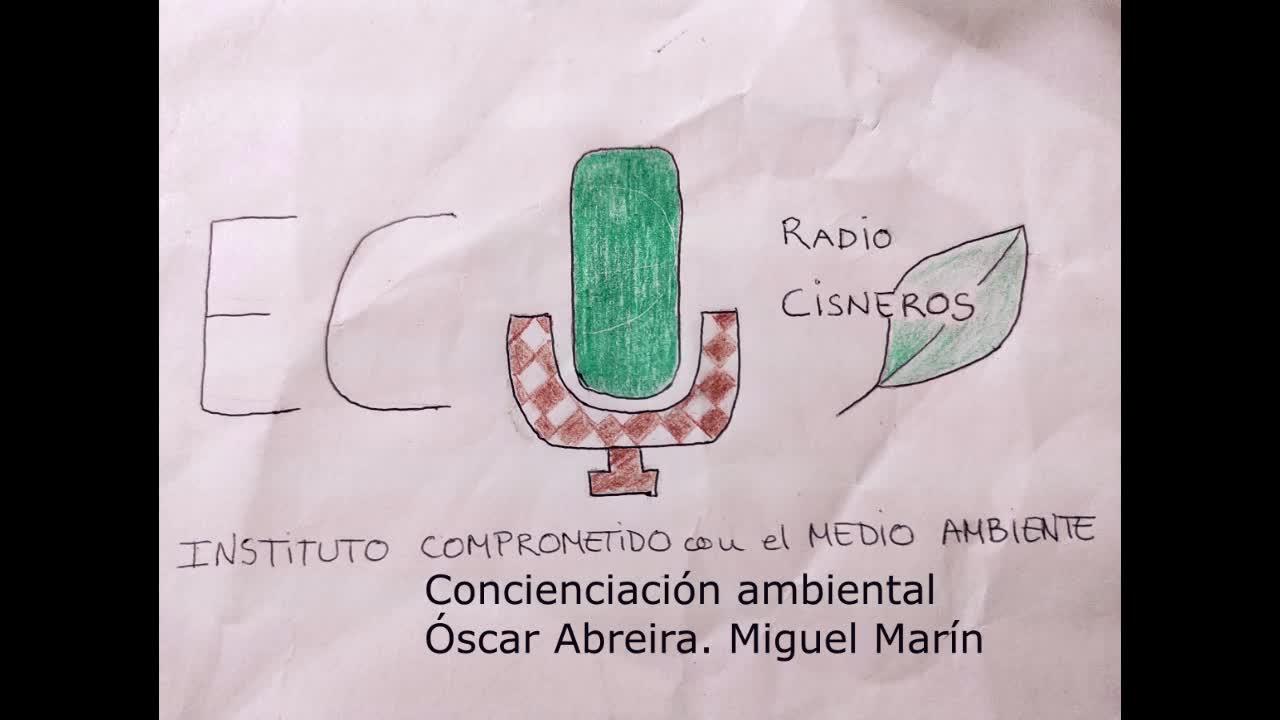 EC
RADiO
CiSNEROS
INSTiTUTO COMPROMETiDO con el MEDiO AMBiENTE
Concienciación ambiental
Óscar Abreira. Miguel Marín